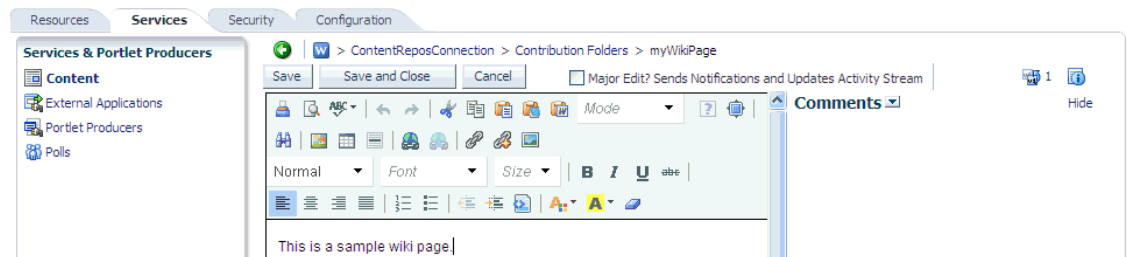 Resources Services Security Configuration
Services & Portlet Producers
Content
External Applications
Portlet Producers
Polls
W > ContentReposConnection > Contribution Folders > myWikiPage
Save Save and Close Cancel Major Edit? Sends Notifications and Updates Activity Stream 1
ABC Mode
Comments
Hide
Normal Font Size B I U abc
A A
This is a sample wiki page.